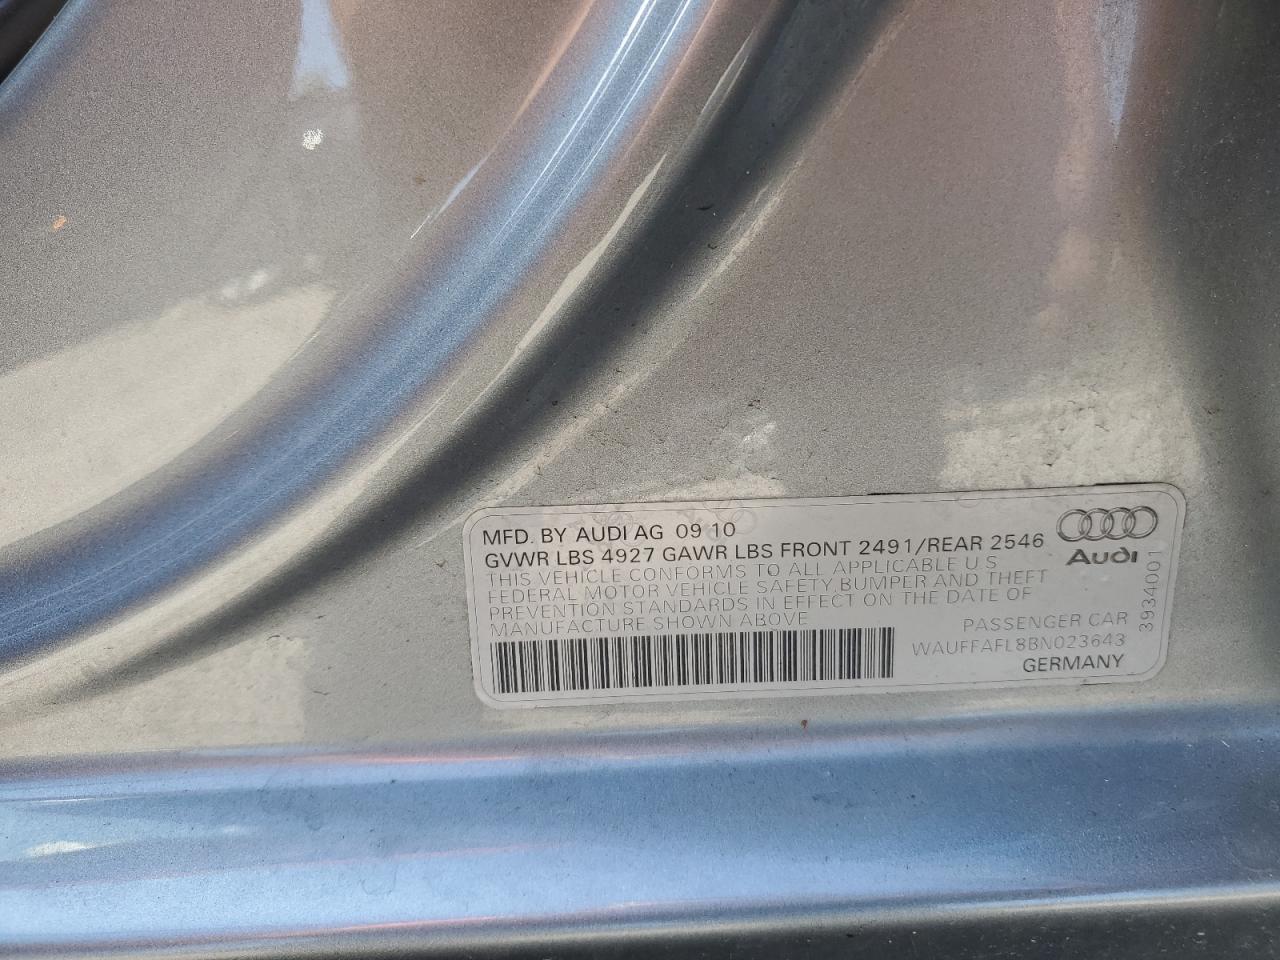 MFD. BY AUDI AG 09 10
GVWR LBS 4927 GAWR LBS FRONT 2491/REAR 2546
THIS VEHICLE CONFORMS TO ALL APPLICABLE U S
FEDERAL MOTOR VEHICLE SAFETY, BUMPER AND THEFT
PREVENTION STANDARDS IN EFFECT ON THE DATE OF
MANUFACTURE SHOWN ABOVE
PASSENGER CAR
WAUFFAFL8BN023643
GERMANY
Audi
3934001